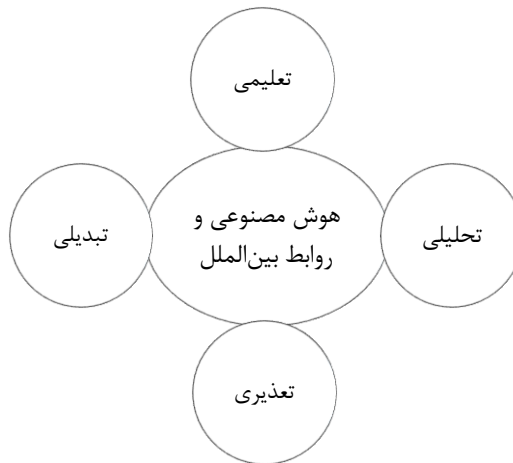 تعلیمی
هوش مصنوعی و
روابط بین‌الملل
تحلیلی
تبدیلی
تعذیری